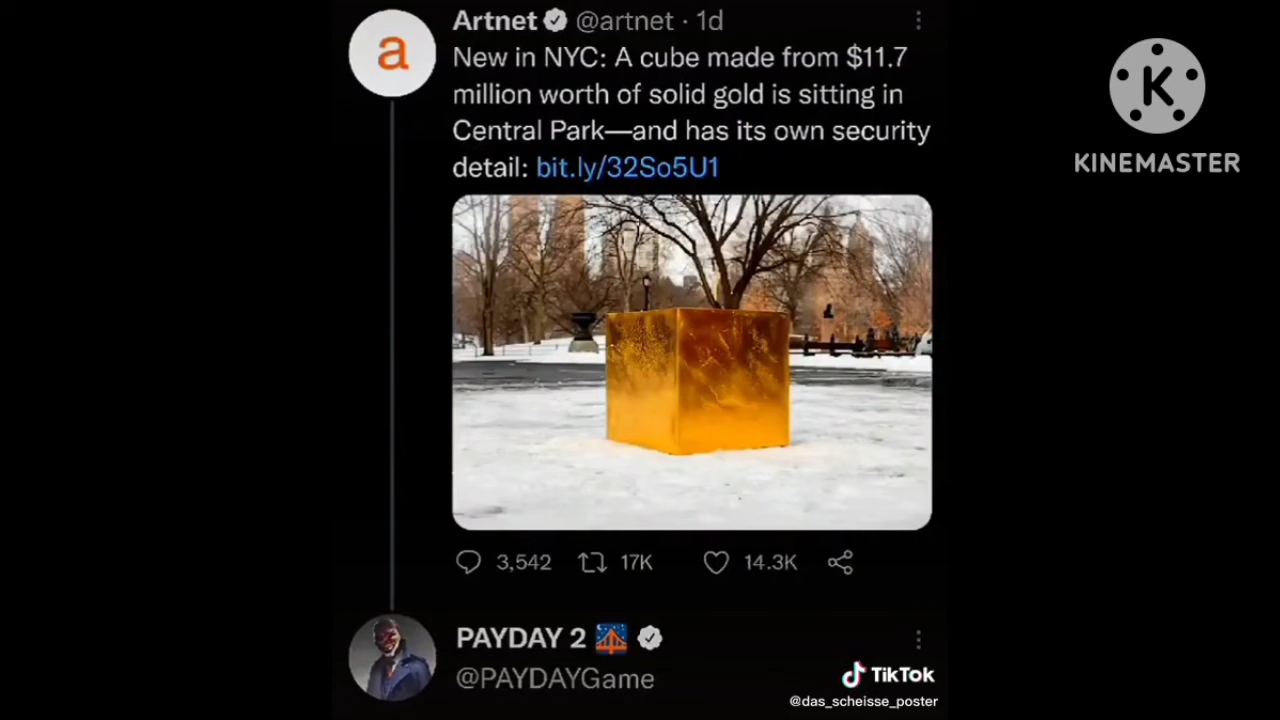 Artnet @artnet · 1d
New in NYC: A cube made from $11.7
million worth of solid gold is sitting in
Central Park—and has its own security
detail: bit.ly/32So5U1
3,542 17K 14.3K
PAYDAY 2
@PAYDAYGame
a
K
KINEMASTER
TikTok
@das_scheisse_poster